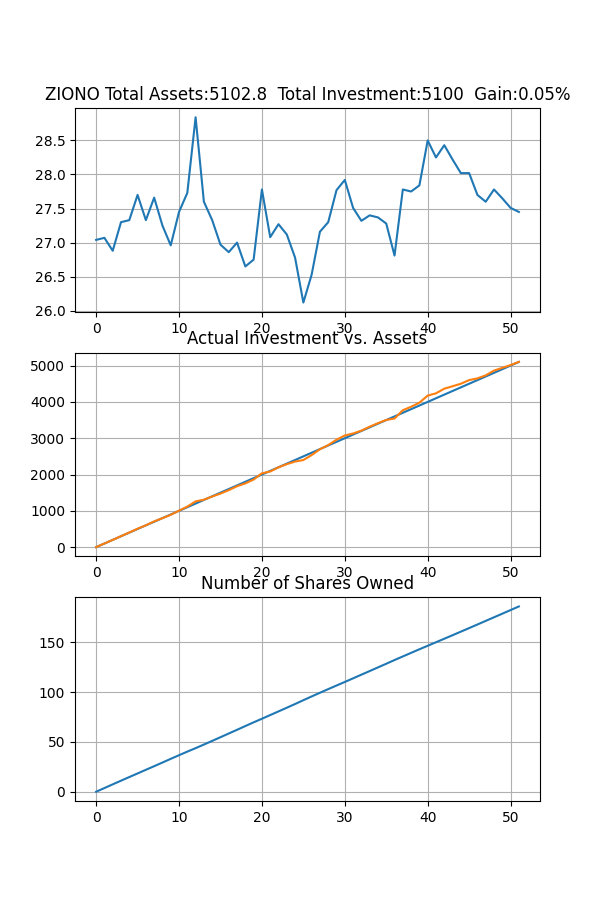 ZIONO Total Assets:5102.8  Total Investment:5100  Gain:0.05%
28.5
28.0
27.5
27.0
26.5
26.0
0 10 20 30 40 50
Actual Investment vs. Assets
5000
4000
3000
2000
1000
0
0 10 20 30 40 50
Number of Shares Owned
150
100
50
0
0 10 20 30 40 50